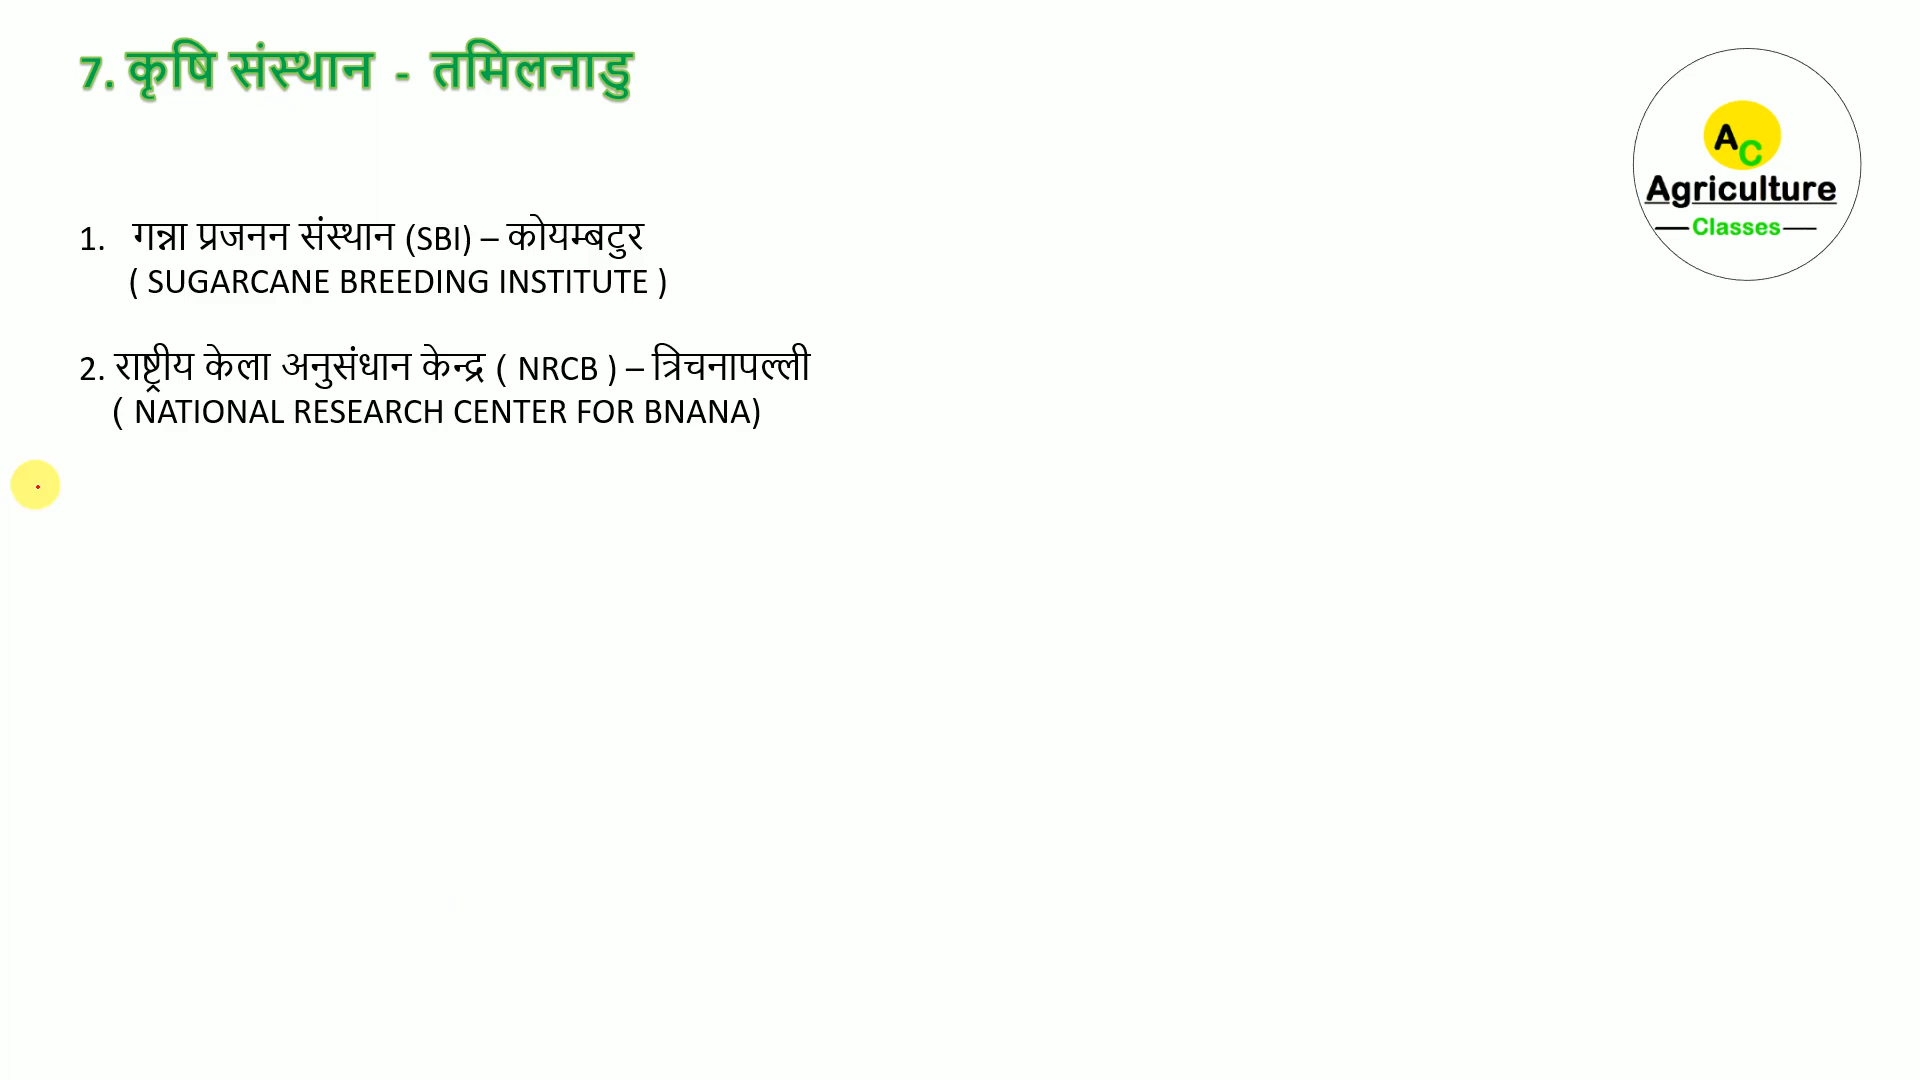 7. कृषि संस्थान - तमिलनाडु
A C
Agriculture
Classes
1. गन्ना प्रजनन संस्थान (SBI) – कोयम्बटुर
( SUGARCANE BREEDING INSTITUTE )
2. राष्ट्रीय केला अनुसंधान केन्द्र ( NRCB ) – त्रिचनापल्ली
( NATIONAL RESEARCH CENTER FOR BNANA)